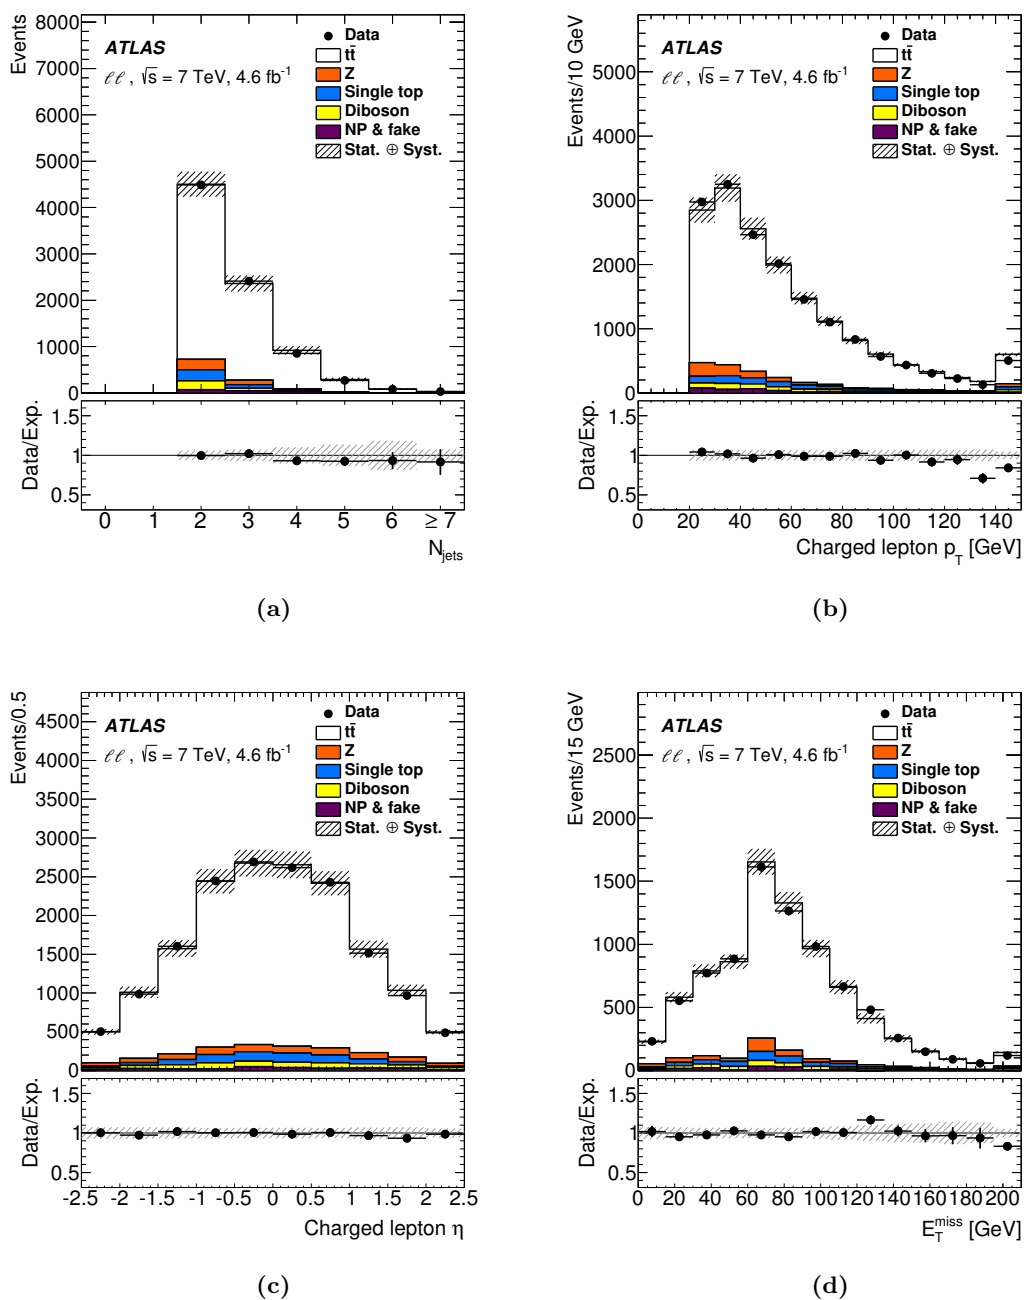 Events
8000
7000
6000
5000
4000
3000
2000
1000
0
ATLAS
ℓℓ , √s = 7 TeV, 4.6 fb⁻¹
Data
tt̄
Z
Single top
Diboson
NP & fake
Stat. ⊕ Syst.
Data/Exp.
1.5
1
0.5
0 1 2 3 4 5 6 ≥ 7
N_jets
(a)
Events/10 GeV
5000
4000
3000
2000
1000
0
ATLAS
ℓℓ , √s = 7 TeV, 4.6 fb⁻¹
Data
tt̄
Z
Single top
Diboson
NP & fake
Stat. ⊕ Syst.
Data/Exp.
1.5
1
0.5
0 20 40 60 80 100 120 140
Charged lepton p_T [GeV]
(b)
Events/0.5
4500
4000
3500
3000
2500
2000
1500
1000
500
0
ATLAS
ℓℓ , √s = 7 TeV, 4.6 fb⁻¹
Data
tt̄
Z
Single top
Diboson
NP & fake
Stat. ⊕ Syst.
Data/Exp.
1.5
1
0.5
-2.5 -2 -1.5 -1 -0.5 0 0.5 1 1.5 2 2.5
Charged lepton η
(c)
Events/15 GeV
2500
2000
1500
1000
500
0
ATLAS
ℓℓ , √s = 7 TeV, 4.6 fb⁻¹
Data
tt̄
Z
Single top
Diboson
NP & fake
Stat. ⊕ Syst.
Data/Exp.
1.5
1
0.5
0 20 40 60 80 100 120 140 160 180 200
E_T^miss [GeV]
(d)